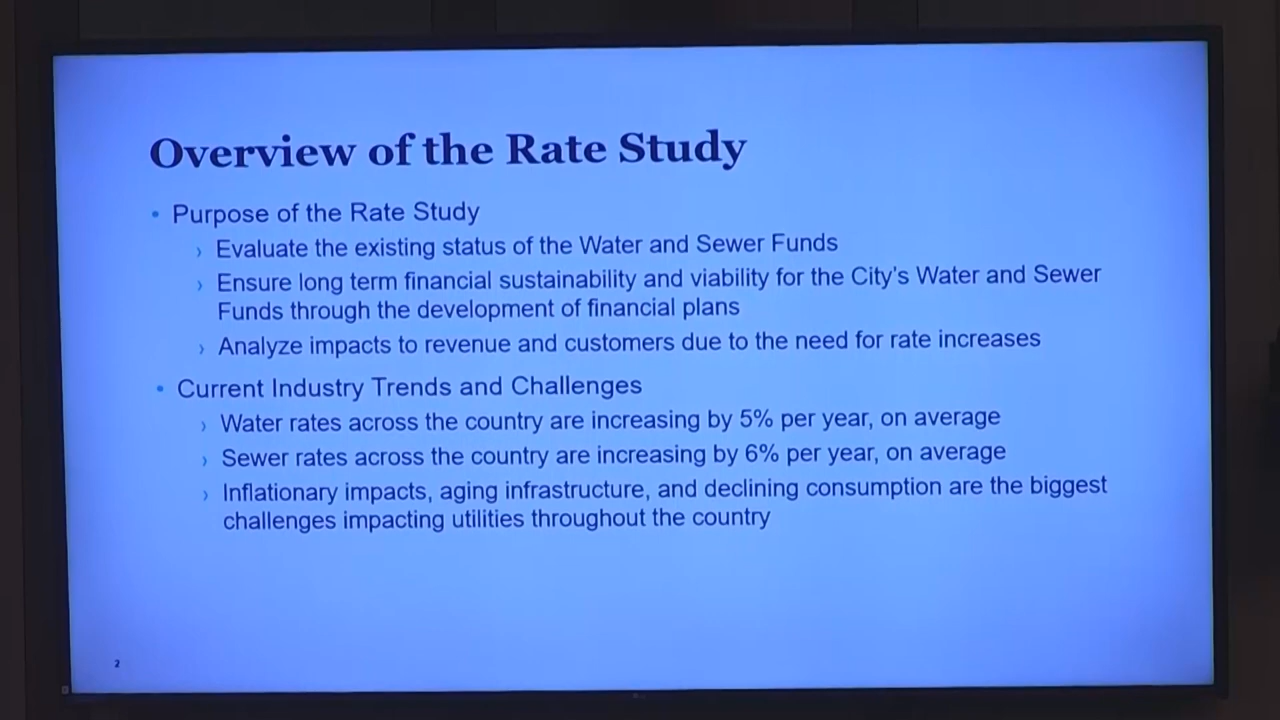 Overview of the Rate Study
• Purpose of the Rate Study
› Evaluate the existing status of the Water and Sewer Funds
› Ensure long term financial sustainability and viability for the City's Water and Sewer
Funds through the development of financial plans
› Analyze impacts to revenue and customers due to the need for rate increases
• Current Industry Trends and Challenges
› Water rates across the country are increasing by 5% per year, on average
› Sewer rates across the country are increasing by 6% per year, on average
› Inflationary impacts, aging infrastructure, and declining consumption are the biggest
challenges impacting utilities throughout the country
2